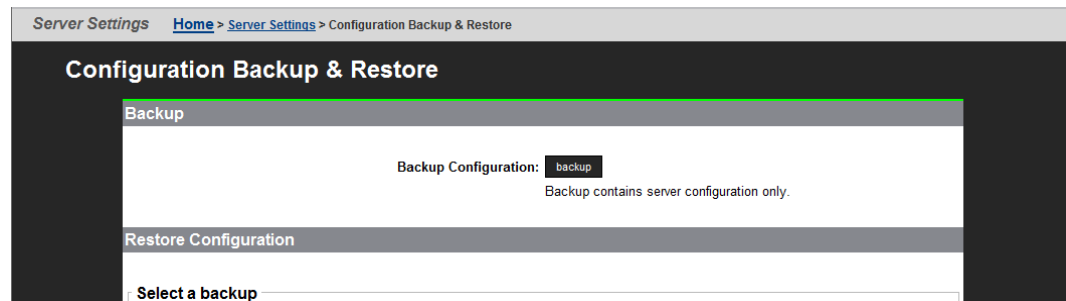 Server Settings Home > Server Settings > Configuration Backup & Restore
Configuration Backup & Restore
Backup
Backup Configuration: backup
Backup contains server configuration only.
Restore Configuration
Select a backup